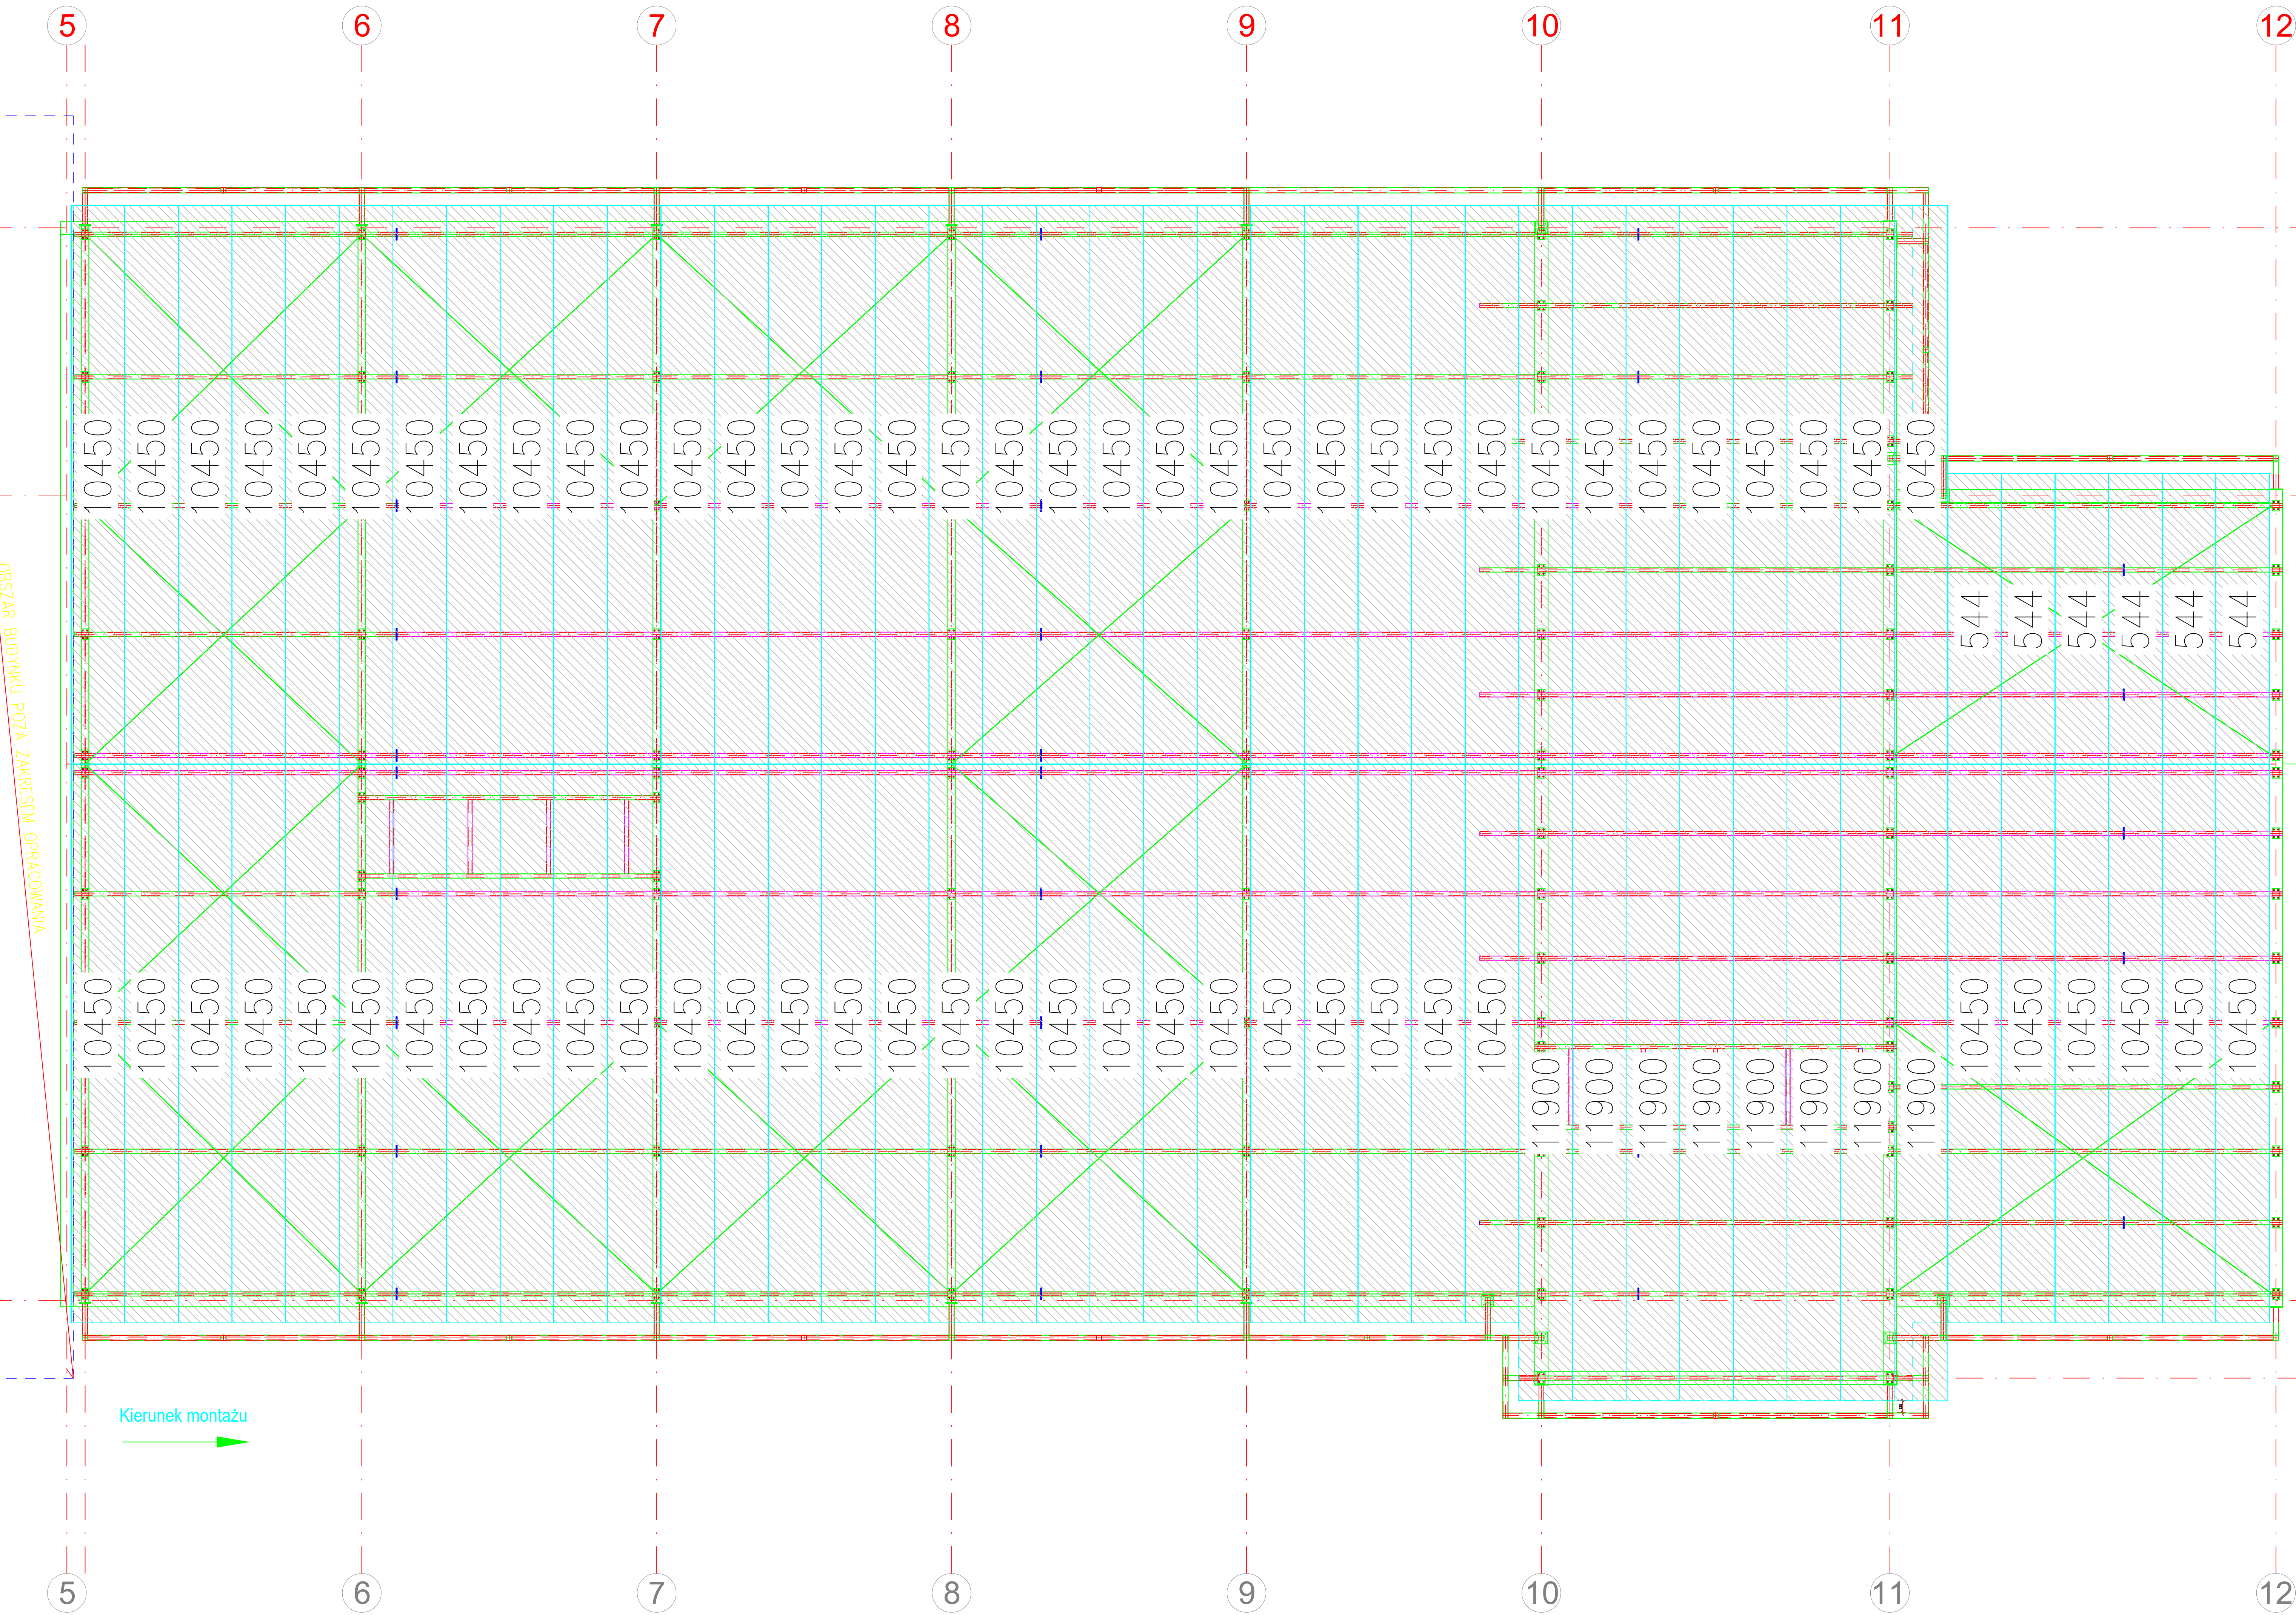 5 6 7 8 9 10 11 12
10450 10450 10450 10450 10450 10450 10450 10450 10450 10450 10450 10450 10450 10450 10450 10450 10450 10450 10450 10450 10450 10450 10450 10450 10450 10450 10450 10450 10450 10450 10450 10450 10450 10450 10450
544 544 544 544 544 544
OBSZAR BUDYNKU POZA ZAKRESEM OPRACOWANIA
10450 10450 10450 10450 10450 10450 10450 10450 10450 10450 10450 10450 10450 10450 10450 10450 10450 10450 10450 10450 10450 10450 10450 10450 10450 10450 10450 11900 11900 11900 11900 11900 11900 11900 11900 10450 10450 10450 10450 10450 10450
Kierunek montażu
5 6 7 8 9 10 11 12